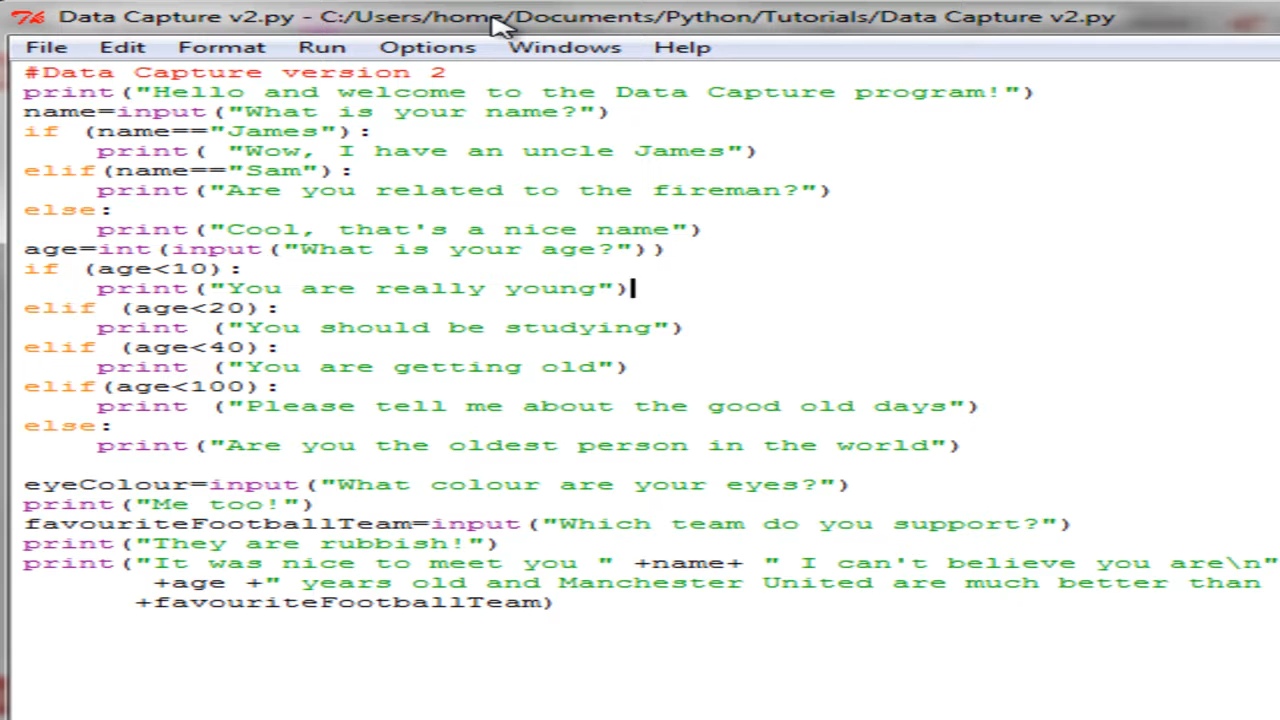 Data Capture v2.py - C:/Users/home/Documents/Python/Tutorials/Data Capture v2.py
File Edit Format Run Options Windows Help
#Data Capture version 2
print("Hello and welcome to the Data Capture program!")
name=input("What is your name?")
if (name=="James"):
    print( "Wow, I have an uncle James")
elif(name=="Sam"):
    print("Are you related to the fireman?")
else:
    print("Cool, that's a nice name")
age=int(input("What is your age?"))
if (age<10):
    print("You are really young")
elif (age<20):
    print ("You should be studying")
elif (age<40):
    print ("You are getting old")
elif(age<100):
    print ("Please tell me about the good old days")
else:
    print("Are you the oldest person in the world")
eyeColour=input("What colour are your eyes?")
print("Me too!")
favouriteFootballTeam=input("Which team do you support?")
print("They are rubbish!")
print("It was nice to meet you " +name+ " I can't believe you are\n"
       +age +" years old and Manchester United are much better than
      +favouriteFootballTeam)